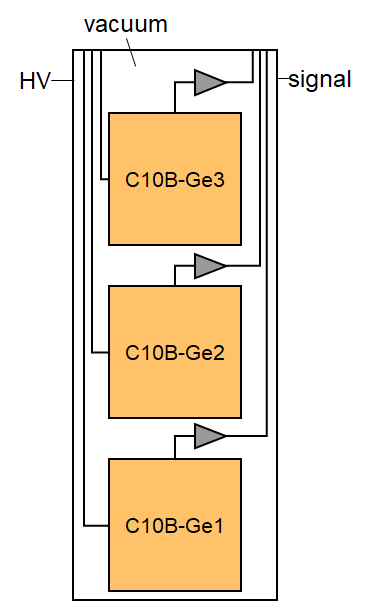 vacuum
HV
signal
C10B-Ge3
C10B-Ge2
C10B-Ge1